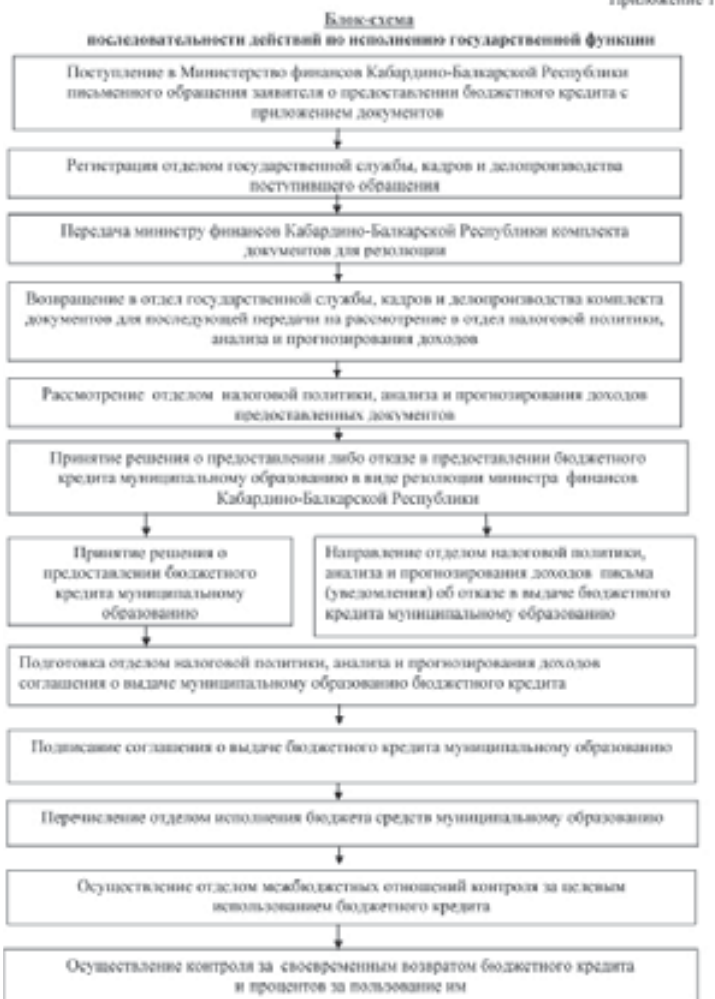 Приложение 1
Блок-схема
последовательности действий по исполнению государственной функции
Поступление в Министерство финансов Кабардино-Балкарской Республики
письменного обращения заявителя о предоставлении бюджетного кредита с
приложением документов
Регистрация отделом государственной службы, кадров и делопроизводства
поступившего обращения
Передача министру финансов Кабардино-Балкарской Республики комплекта
документов для резолюции
Возвращение в отдел государственной службы, кадров и делопроизводства комплекта
документов для последующей передачи на рассмотрение в отдел налоговой политики,
анализа и прогнозирования доходов
Рассмотрение отделом налоговой политики, анализа и прогнозирования доходов
предоставленных документов
Принятие решения о предоставлении либо отказе в предоставлении бюджетного
кредита муниципальному образованию в виде резолюции министра финансов
Кабардино-Балкарской Республики
Принятие решения о
предоставлении бюджетного
кредита муниципальному
образованию
Направление отделом налоговой политики,
анализа и прогнозирования доходов письма
(уведомления) об отказе в выдаче бюджетного
кредита муниципальному образованию
Подготовка отделом налоговой политики, анализа и прогнозирования доходов
соглашения о выдаче муниципальному образованию бюджетного кредита
Подписание соглашения о выдаче бюджетного кредита муниципальному образованию
Перечисление отделом исполнения бюджета средств муниципальному образованию
Осуществление отделом межбюджетных отношений контроля за целевым
использованием бюджетного кредита
Осуществление контроля за своевременным возвратом бюджетного кредита
и процентов за пользование им